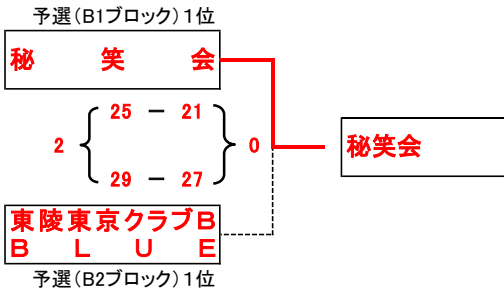 予選(B1ブロック)1位
秘笑会
25 - 21
2 0
秘笑会
29 - 27
東陵東京クラブB
BLUE
予選(B2ブロック)1位